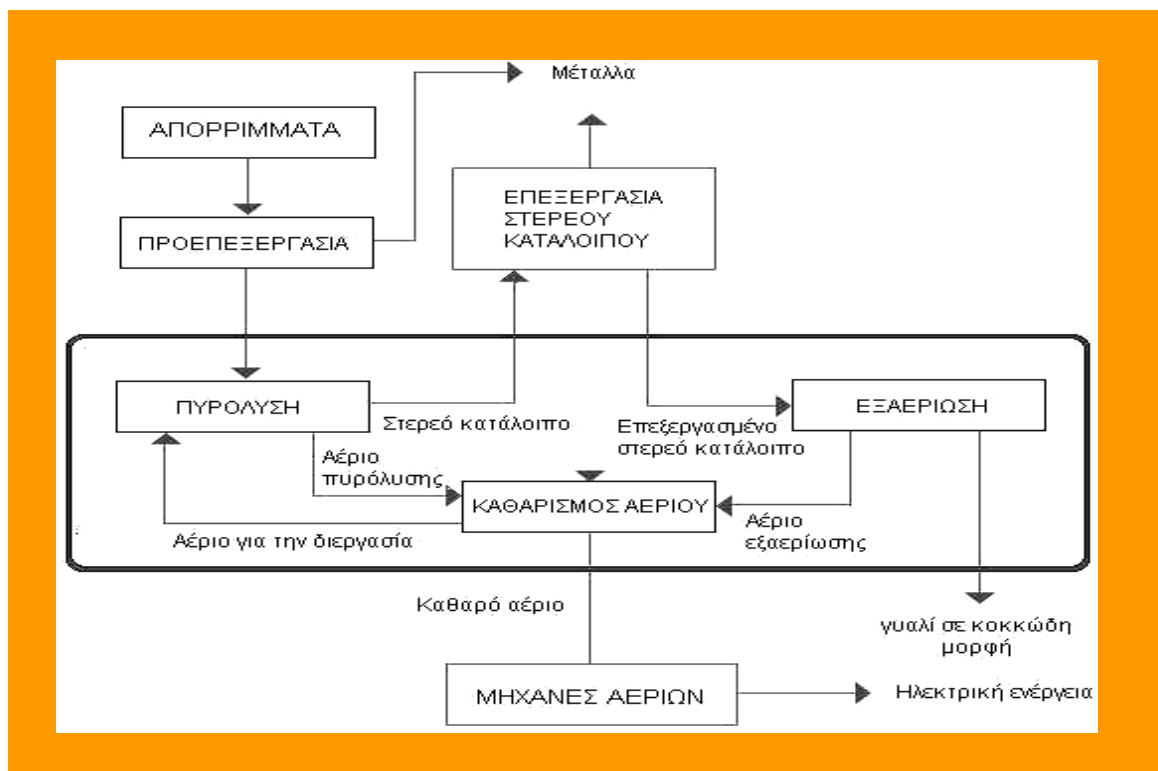 Μέταλλα
ΑΠΟΡΡΙΜΜΑΤΑ
ΕΠΕΞΕΡΓΑΣΙΑ
ΣΤΕΡΕΟΥ
ΚΑΤΑΛΟΙΠΟΥ
ΠΡΟΕΠΕΞΕΡΓΑΣΙΑ
ΠΥΡΟΛΥΣΗ
Στερεό κατάλοιπο
Επεξεργασμένο
στερεό κατάλοιπο
ΕΞΑΕΡΙΩΣΗ
Αέριο
πυρόλυσης
ΚΑΘΑΡΙΣΜΟΣ ΑΕΡΙΟΥ
Αέριο
εξαερίωσης
Αέριο για την διεργασία
Καθαρό αέριο
γυαλί σε κοκκώδη
μορφή
ΜΗΧΑΝΕΣ ΑΕΡΙΩΝ
Ηλεκτρική ενέργεια